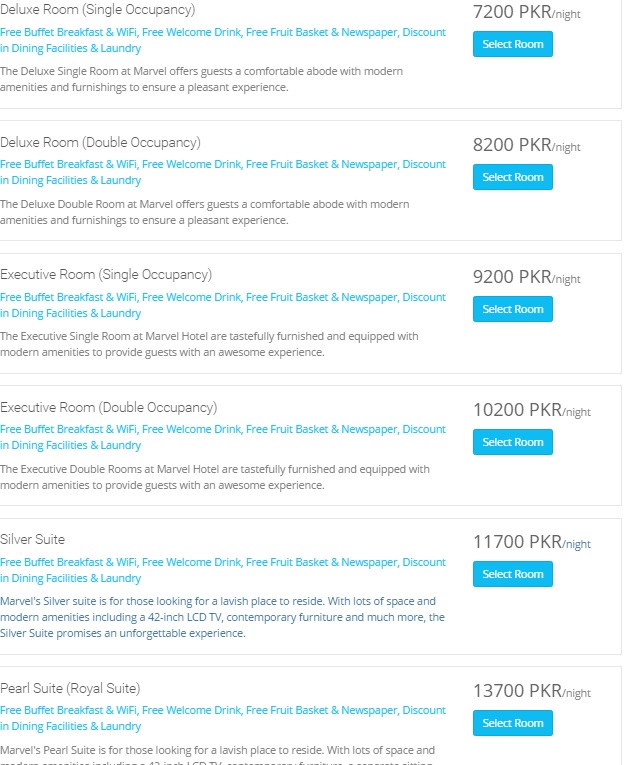 Deluxe Room (Single Occupancy)
7200 PKR/night
Free Buffet Breakfast & WiFi, Free Welcome Drink, Free Fruit Basket & Newspaper, Discount
in Dining Facilities & Laundry
Select Room
The Deluxe Single Room at Marvel offers guests a comfortable abode with modern
amenities and furnishings to ensure a pleasant experience.
Deluxe Room (Double Occupancy)
8200 PKR/night
Free Buffet Breakfast & WiFi, Free Welcome Drink, Free Fruit Basket & Newspaper, Discount
in Dining Facilities & Laundry
Select Room
The Deluxe Double Room at Marvel offers guests a comfortable abode with modern
amenities and furnishings to ensure a pleasant experience.
Executive Room (Single Occupancy)
9200 PKR/night
Free Buffet Breakfast & WiFi, Free Welcome Drink, Free Fruit Basket & Newspaper, Discount
in Dining Facilities & Laundry
Select Room
The Executive Single Room at Marvel Hotel are tastefully furnished and equipped with
modern amenities to provide guests with an awesome experience.
Executive Room (Double Occupancy)
10200 PKR/night
Free Buffet Breakfast & WiFi, Free Welcome Drink, Free Fruit Basket & Newspaper, Discount
in Dining Facilities & Laundry
Select Room
The Executive Double Rooms at Marvel Hotel are tastefully furnished and equipped with
modern amenities to provide guests with an awesome experience.
Silver Suite
11700 PKR/night
Free Buffet Breakfast & WiFi, Free Welcome Drink, Free Fruit Basket & Newspaper, Discount
in Dining Facilities & Laundry
Select Room
Marvel's Silver suite is for those looking for a lavish place to reside. With lots of space and
modern amenities including a 42-inch LCD TV, contemporary furniture and much more, the
Silver Suite promises an unforgettable experience.
Pearl Suite (Royal Suite)
13700 PKR/night
Free Buffet Breakfast & WiFi, Free Welcome Drink, Free Fruit Basket & Newspaper, Discount
in Dining Facilities & Laundry
Select Room
Marvel's Pearl Suite is for those looking for a lavish place to reside. With lots of space and